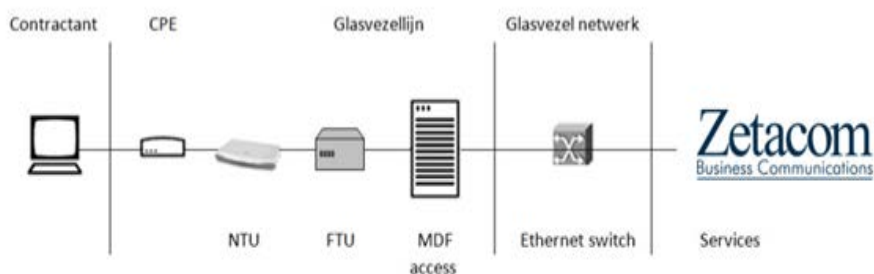 Contractant
CPE
Glasvezellijn
Glasvezel netwerk
Zetacom
Business Communications
NTU
FTU
MDF
access
Ethernet switch
Services